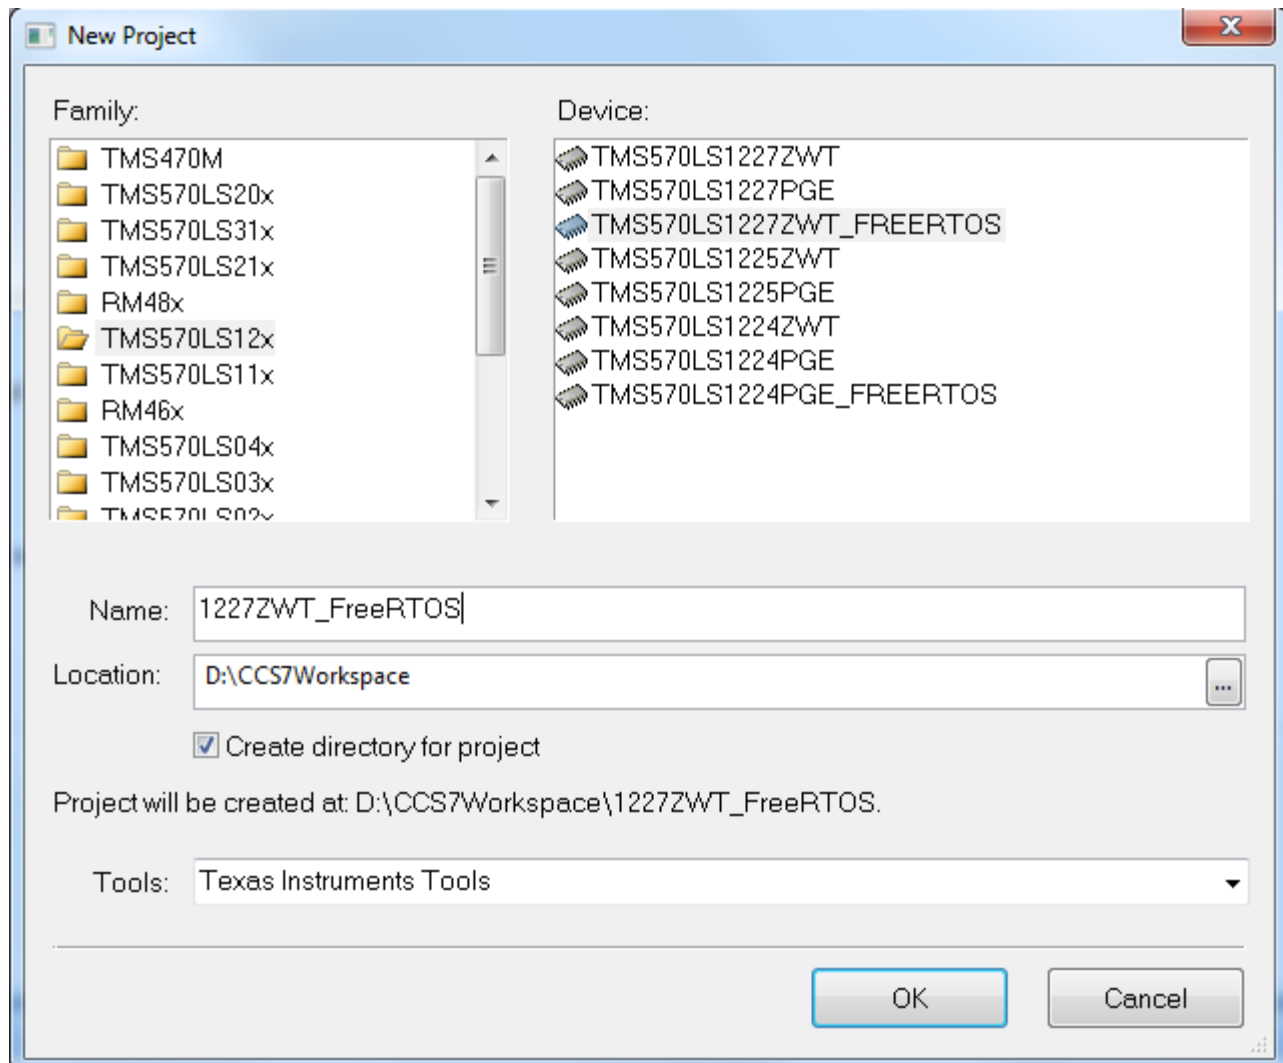 New Project
Family:
TMS470M
TMS570LS20x
TMS570LS31x
TMS570LS21x
RM48x
TMS570LS12x
TMS570LS11x
RM46x
TMS570LS04x
TMS570LS03x
TMS570LS02x
Device:
TMS570LS1227ZWT
TMS570LS1227PGE
TMS570LS1227ZWT_FREERTOS
TMS570LS1225ZWT
TMS570LS1225PGE
TMS570LS1224ZWT
TMS570LS1224PGE
TMS570LS1224PGE_FREERTOS
Name: 1227ZWT_FreeRTOS
Location: D:\CCS7Workspace ...
Create directory for project
Project will be created at: D:\CCS7Workspace\1227ZWT_FreeRTOS.
Tools: Texas Instruments Tools
OK Cancel